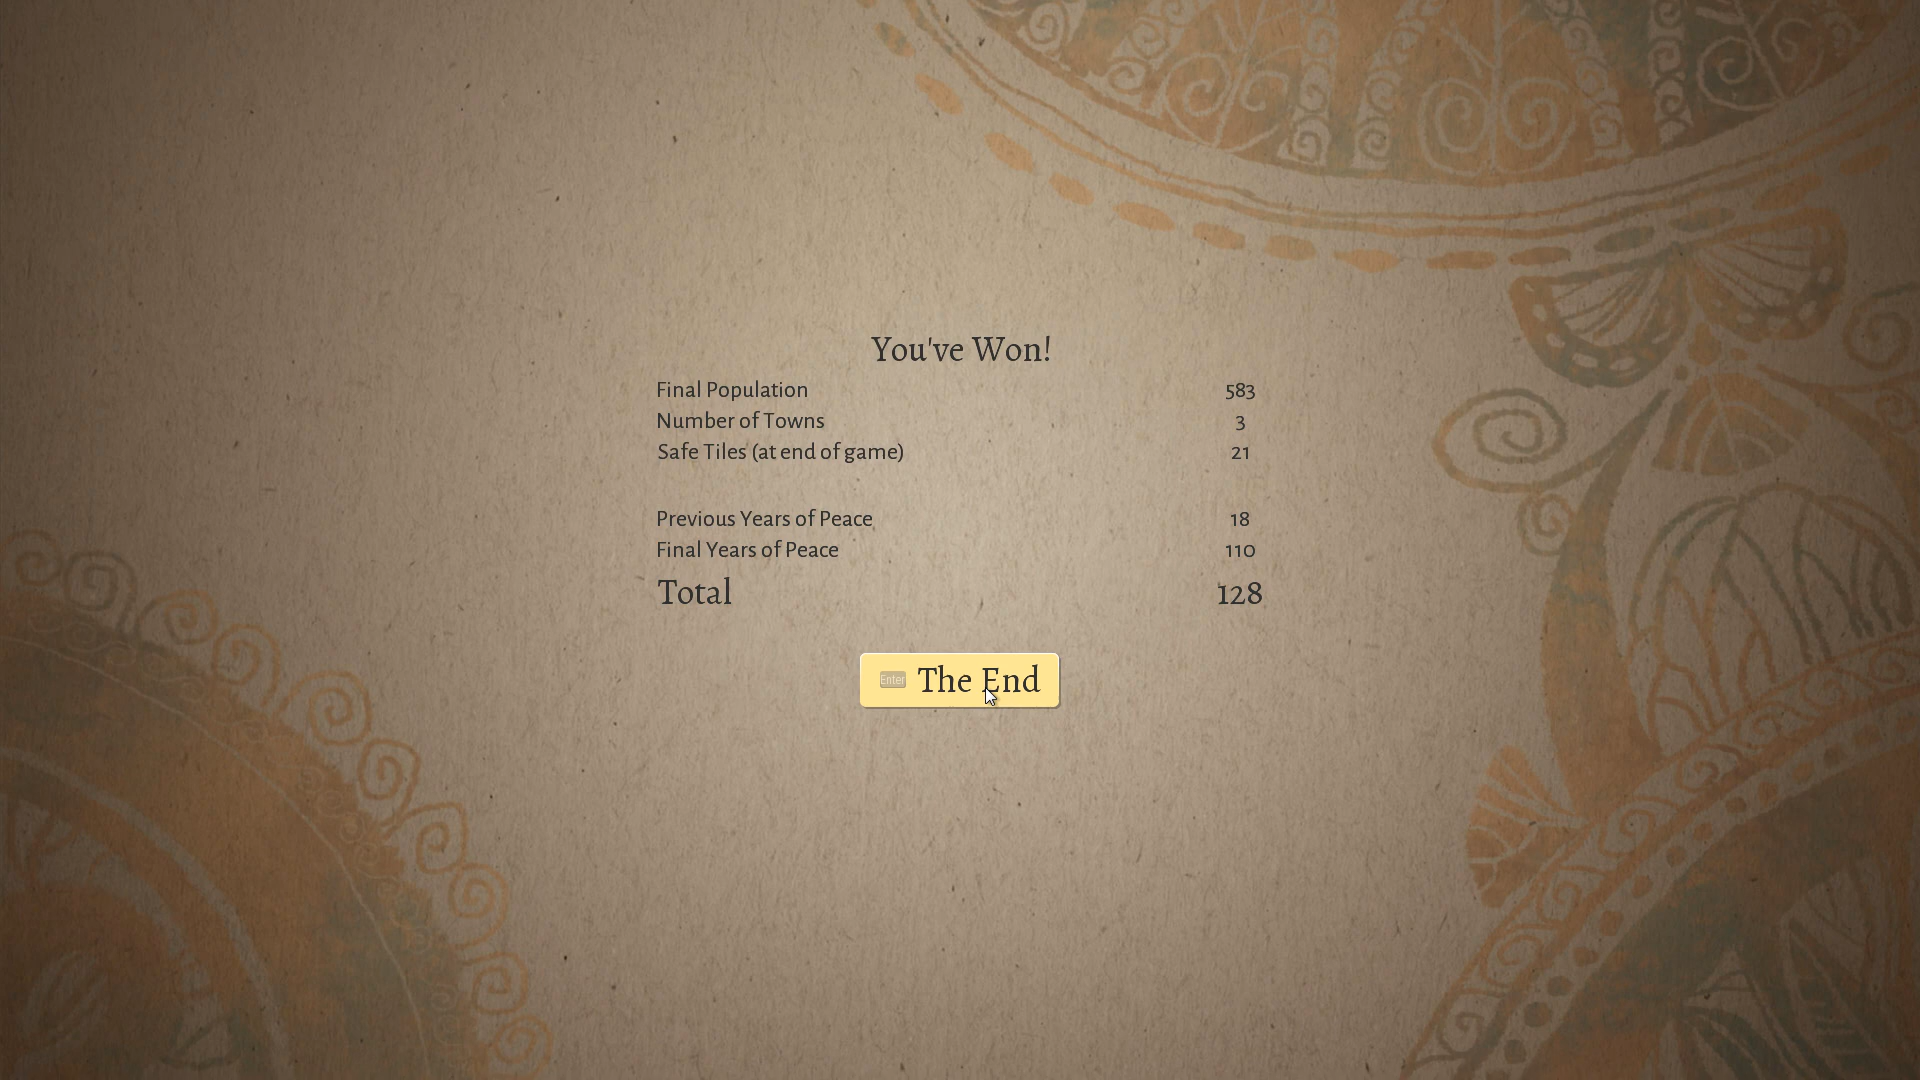 You've Won!
Final Population 583
Number of Towns 3
Safe Tiles (at end of game) 21
Previous Years of Peace 18
Final Years of Peace 110
Total 128
Enter The End